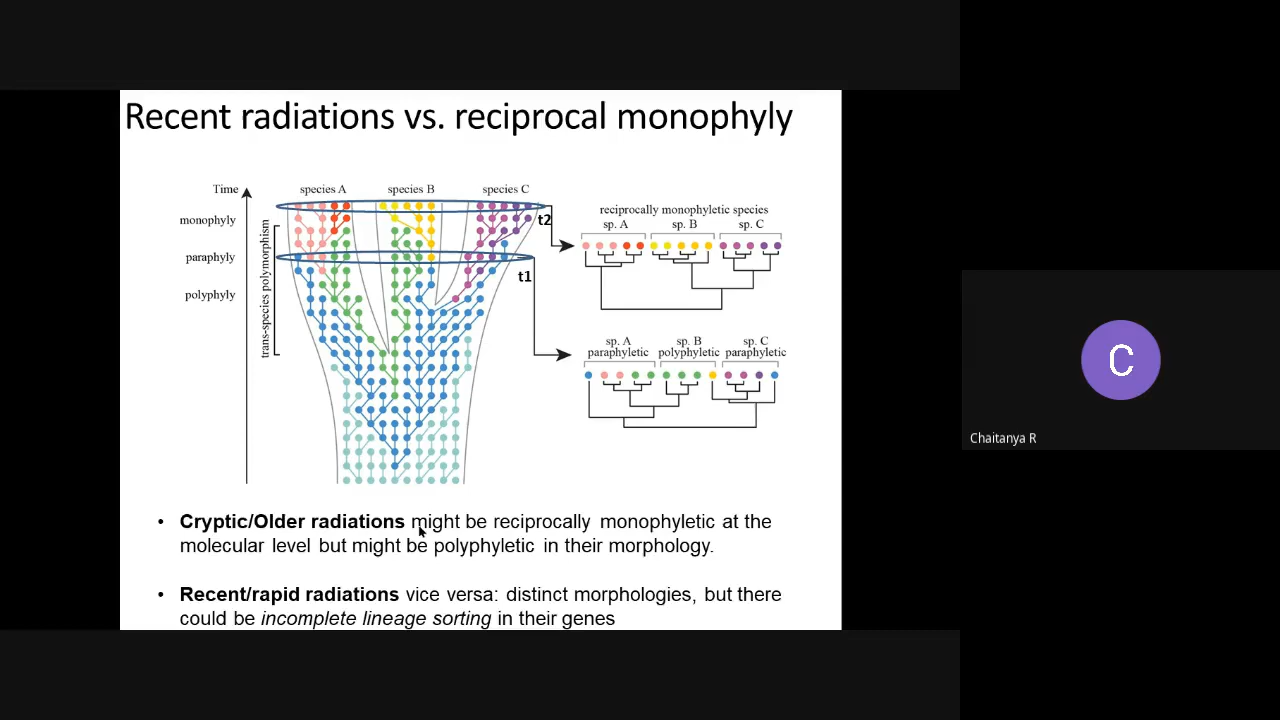 Recent radiations vs. reciprocal monophyly
Time
species A
species B
species C
monophyly
paraphyly
polyphyly
trans-species polymorphism
t2
t1
reciprocally monophyletic species
sp. A
sp. B
sp. C
sp. A
paraphyletic
sp. B
polyphyletic
sp. C
paraphyletic
• Cryptic/Older radiations might be reciprocally monophyletic at the
molecular level but might be polyphyletic in their morphology.
• Recent/rapid radiations vice versa: distinct morphologies, but there
could be incomplete lineage sorting in their genes
C
Chaitanya R